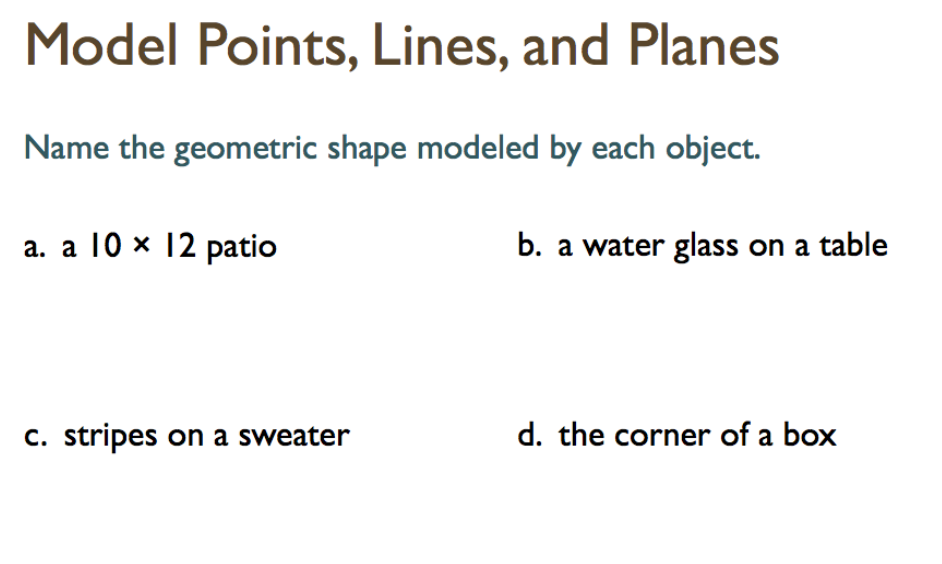 Model Points, Lines, and Planes
Name the geometric shape modeled by each object.
a. a 10 × 12 patio
b. a water glass on a table
c. stripes on a sweater
d. the corner of a box